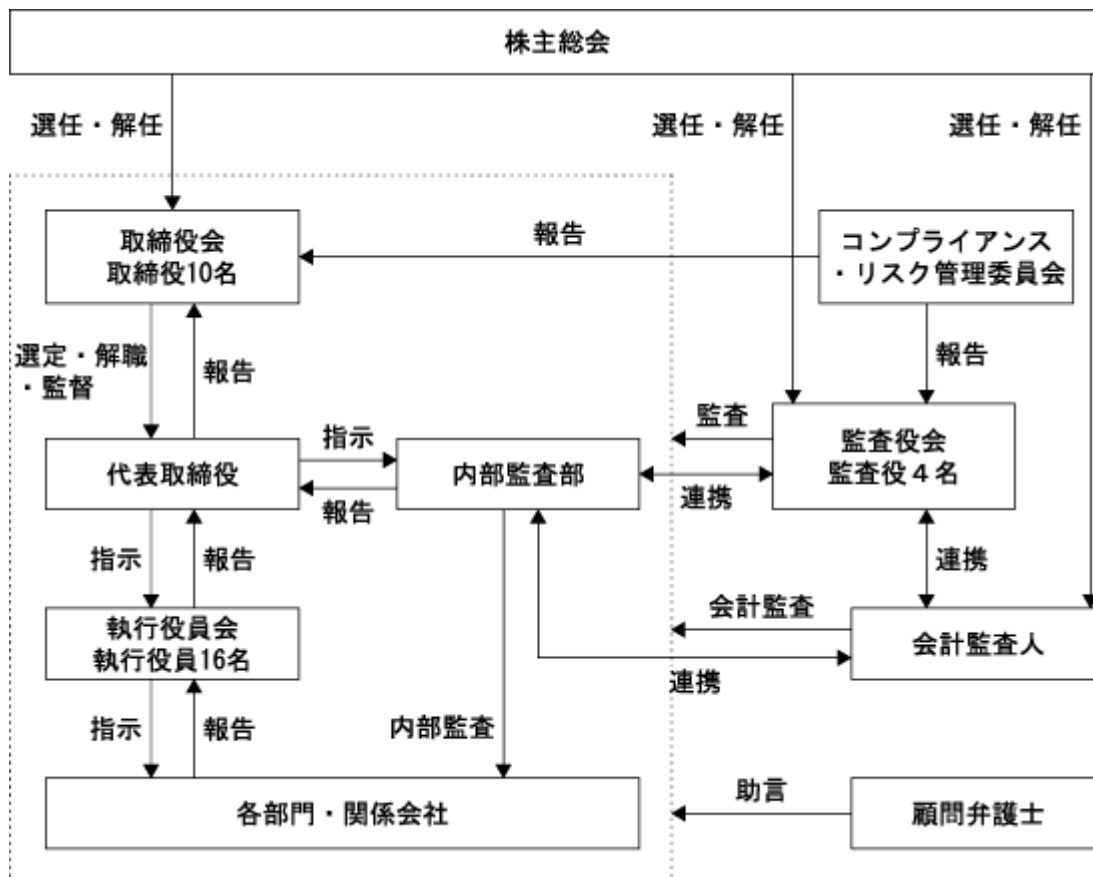 株主総会
選任・解任
選任・解任
選任・解任
取締役会
取締役10名
報告
コンプライアンス
・リスク管理委員会
選定・解職
・監督
報告
報告
監査
監査役会
監査役4名
代表取締役
指示
報告
内部監査部
連携
指示
報告
連携
執行役員会
執行役員16名
会計監査
会計監査人
連携
指示
報告
内部監査
各部門・関係会社
助言
顧問弁護士